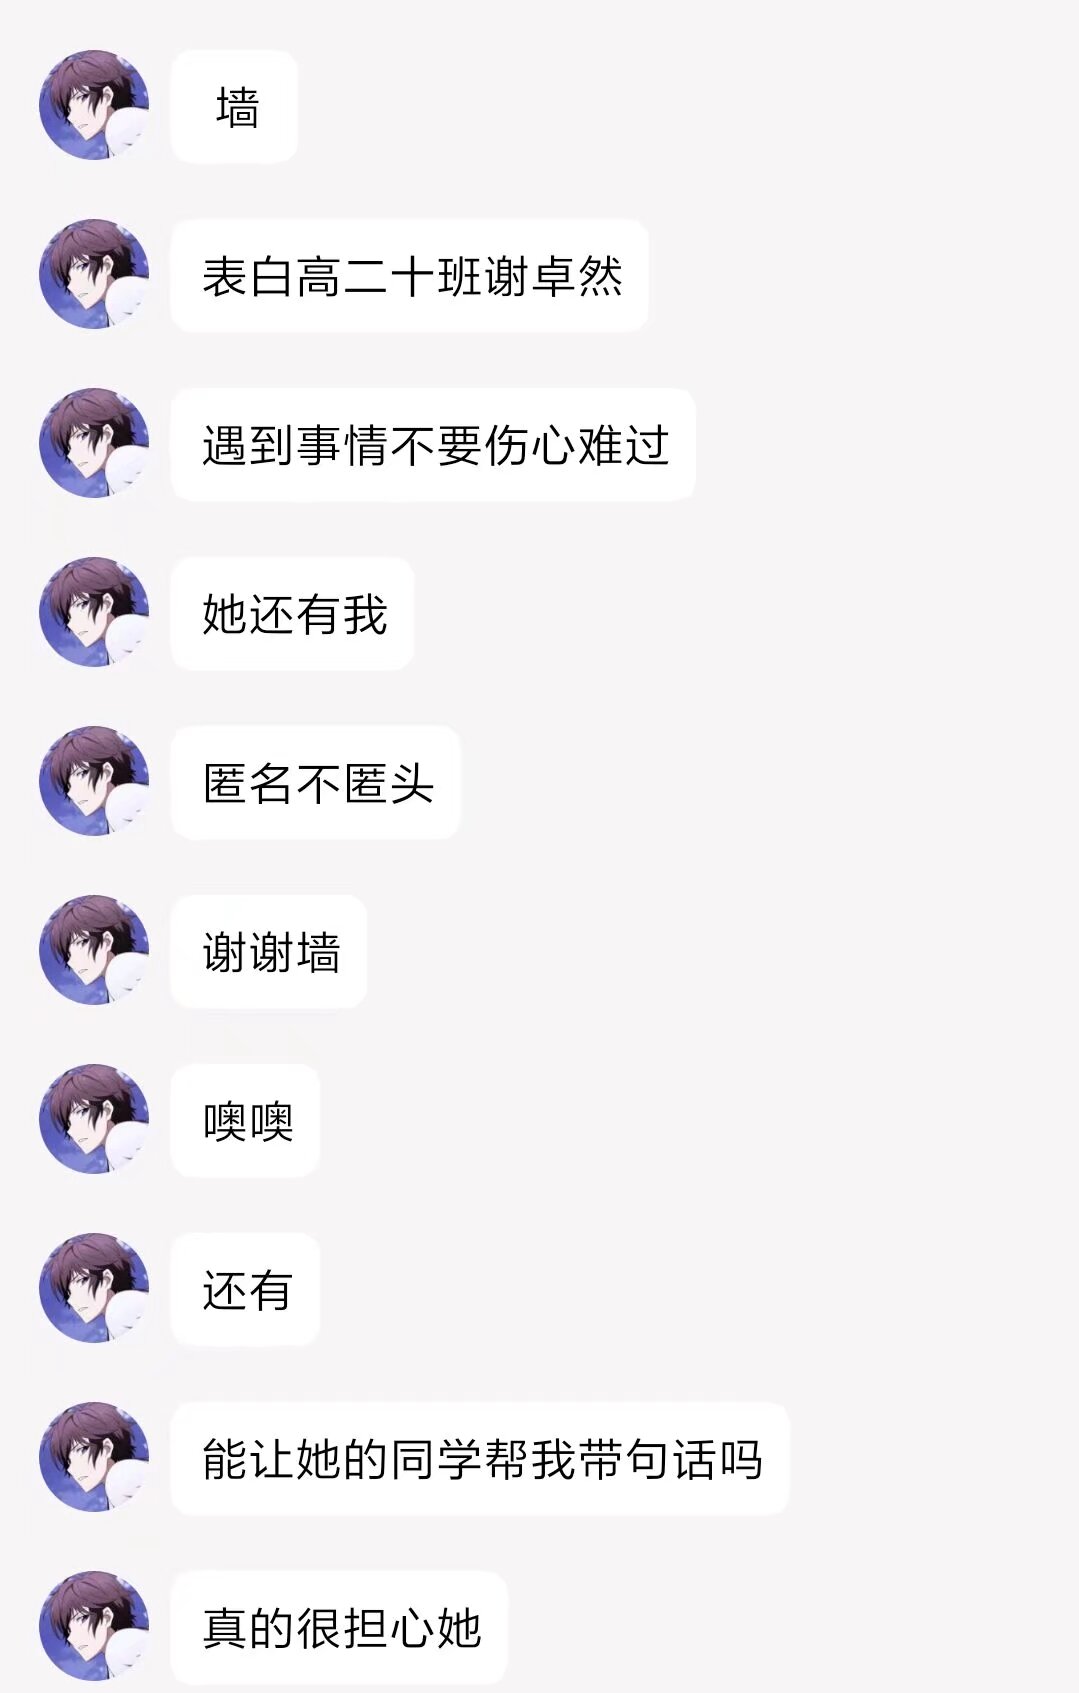 墙
表白高二十班谢卓然
遇到事情不要伤心难过
她还有我
匿名不匿头
谢谢墙
噢噢
还有
能让她的同学帮我带句话吗
真的很担心她